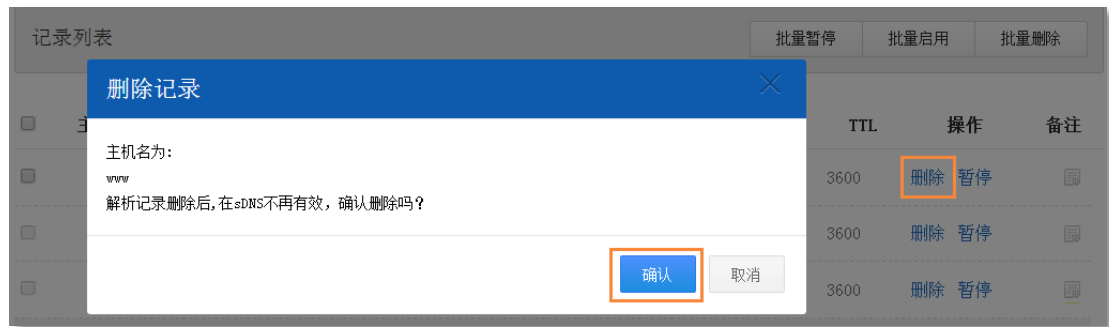 记录列表
批量暂停 批量启用 批量删除
删除记录
TTL 操作 备注
主机名为:
www
解析记录删除后,在sDNS不再有效，确认删除吗?
3600 删除 暂停
3600 删除 暂停
确认 取消
3600 删除 暂停